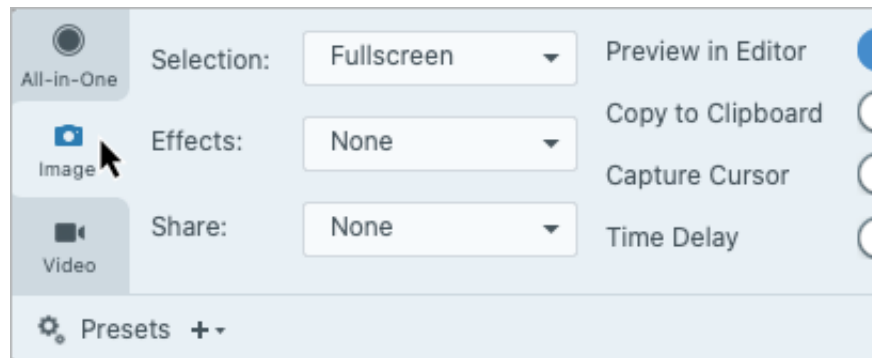 All-in-One
Image
Video
Selection: Fullscreen
Effects: None
Share: None
Preview in Editor
Copy to Clipboard
Capture Cursor
Time Delay
Presets +